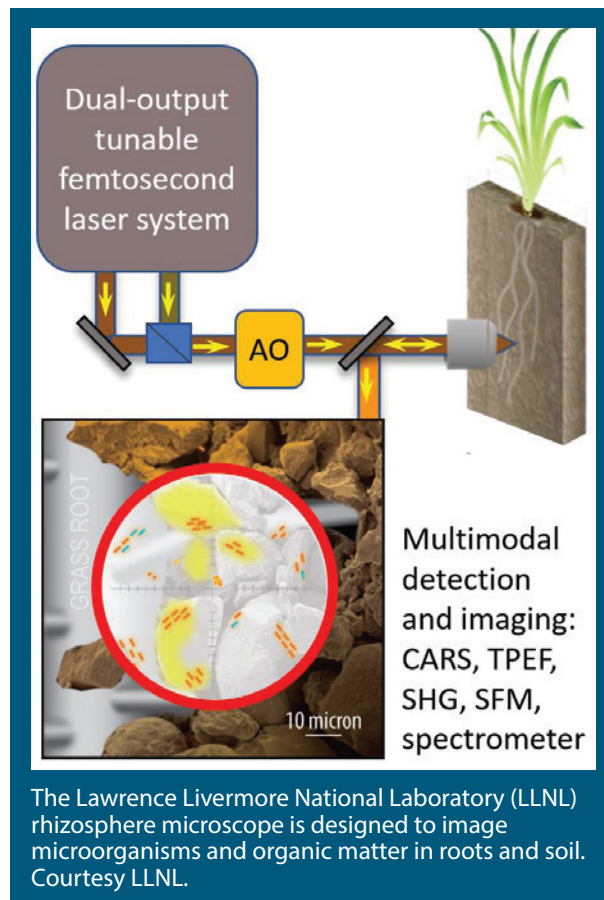 Dual-output
tunable
femtosecond
laser system
AO
GRASS ROOT
10 micron
Multimodal
detection
and imaging:
CARS, TPEF,
SHG, SFM,
spectrometer
The Lawrence Livermore National Laboratory (LLNL)
rhizosphere microscope is designed to image
microorganisms and organic matter in roots and soil.
Courtesy LLNL.